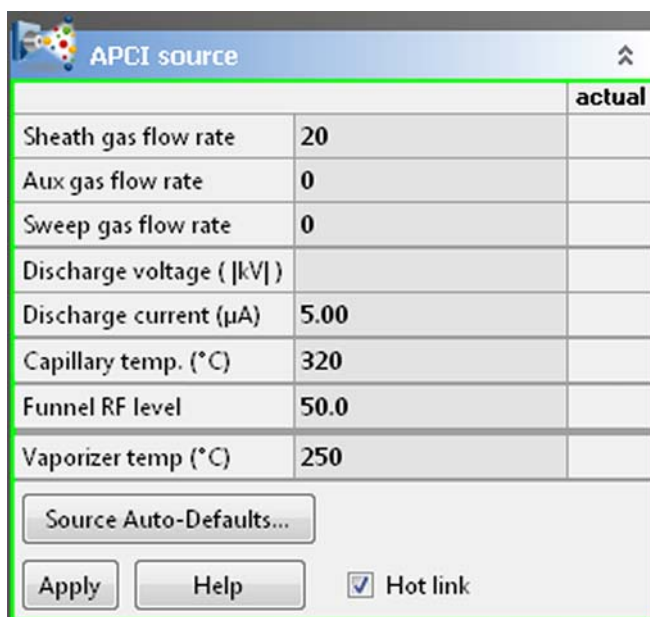 APCI source
actual
Sheath gas flow rate 20
Aux gas flow rate 0
Sweep gas flow rate 0
Discharge voltage ( |kV| )
Discharge current (µA) 5.00
Capillary temp. (°C) 320
Funnel RF level 50.0
Vaporizer temp (°C) 250
Source Auto-Defaults...
Apply Help Hot link